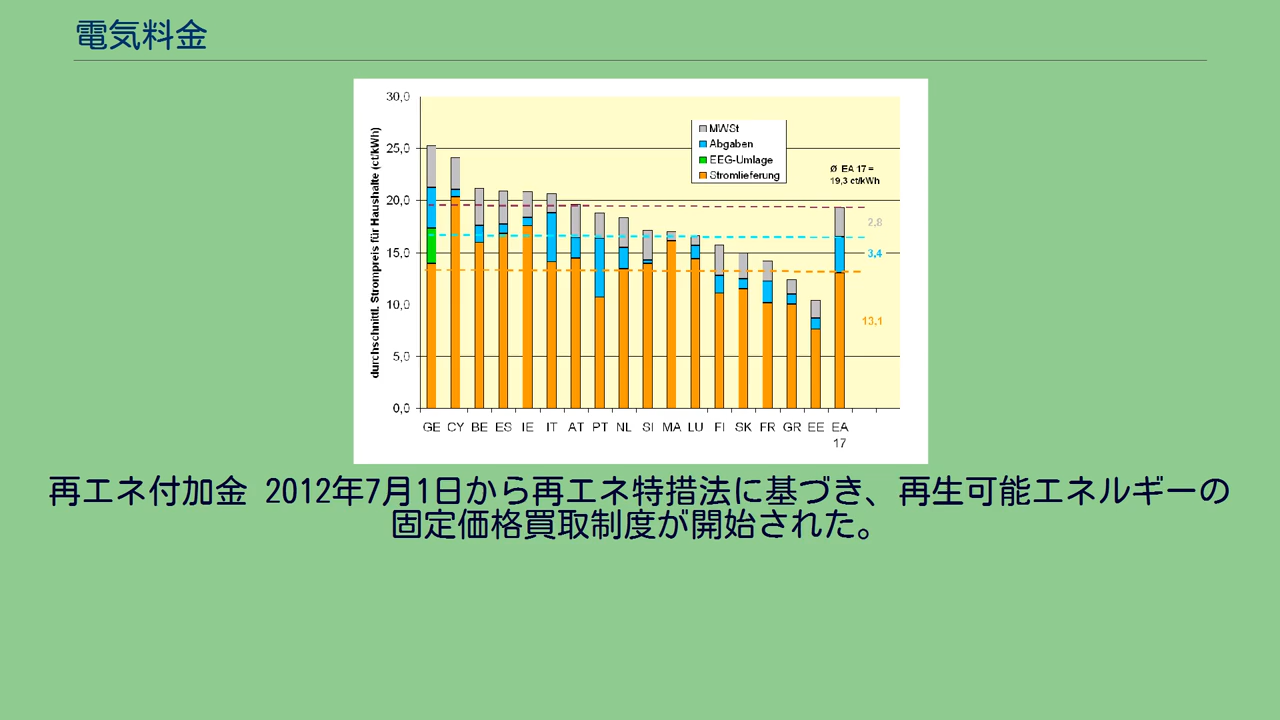 電気料金
durchschnittl. Strompreis für Haushalte (ct/kWh)
30,0
25,0
20,0
15,0
10,0
5,0
0,0
MWSt
Abgaben
EEG-Umlage
Stromlieferung
Ø EA 17 =
19,3 ct/kWh
2,8
3,4
13,1
GE CY BE ES IE IT AT PT NL SI MA LU FI SK FR GR EE EA
17
再エネ付加金 2012年7月1日から再エネ特措法に基づき、再生可能エネルギーの
固定価格買取制度が開始された。